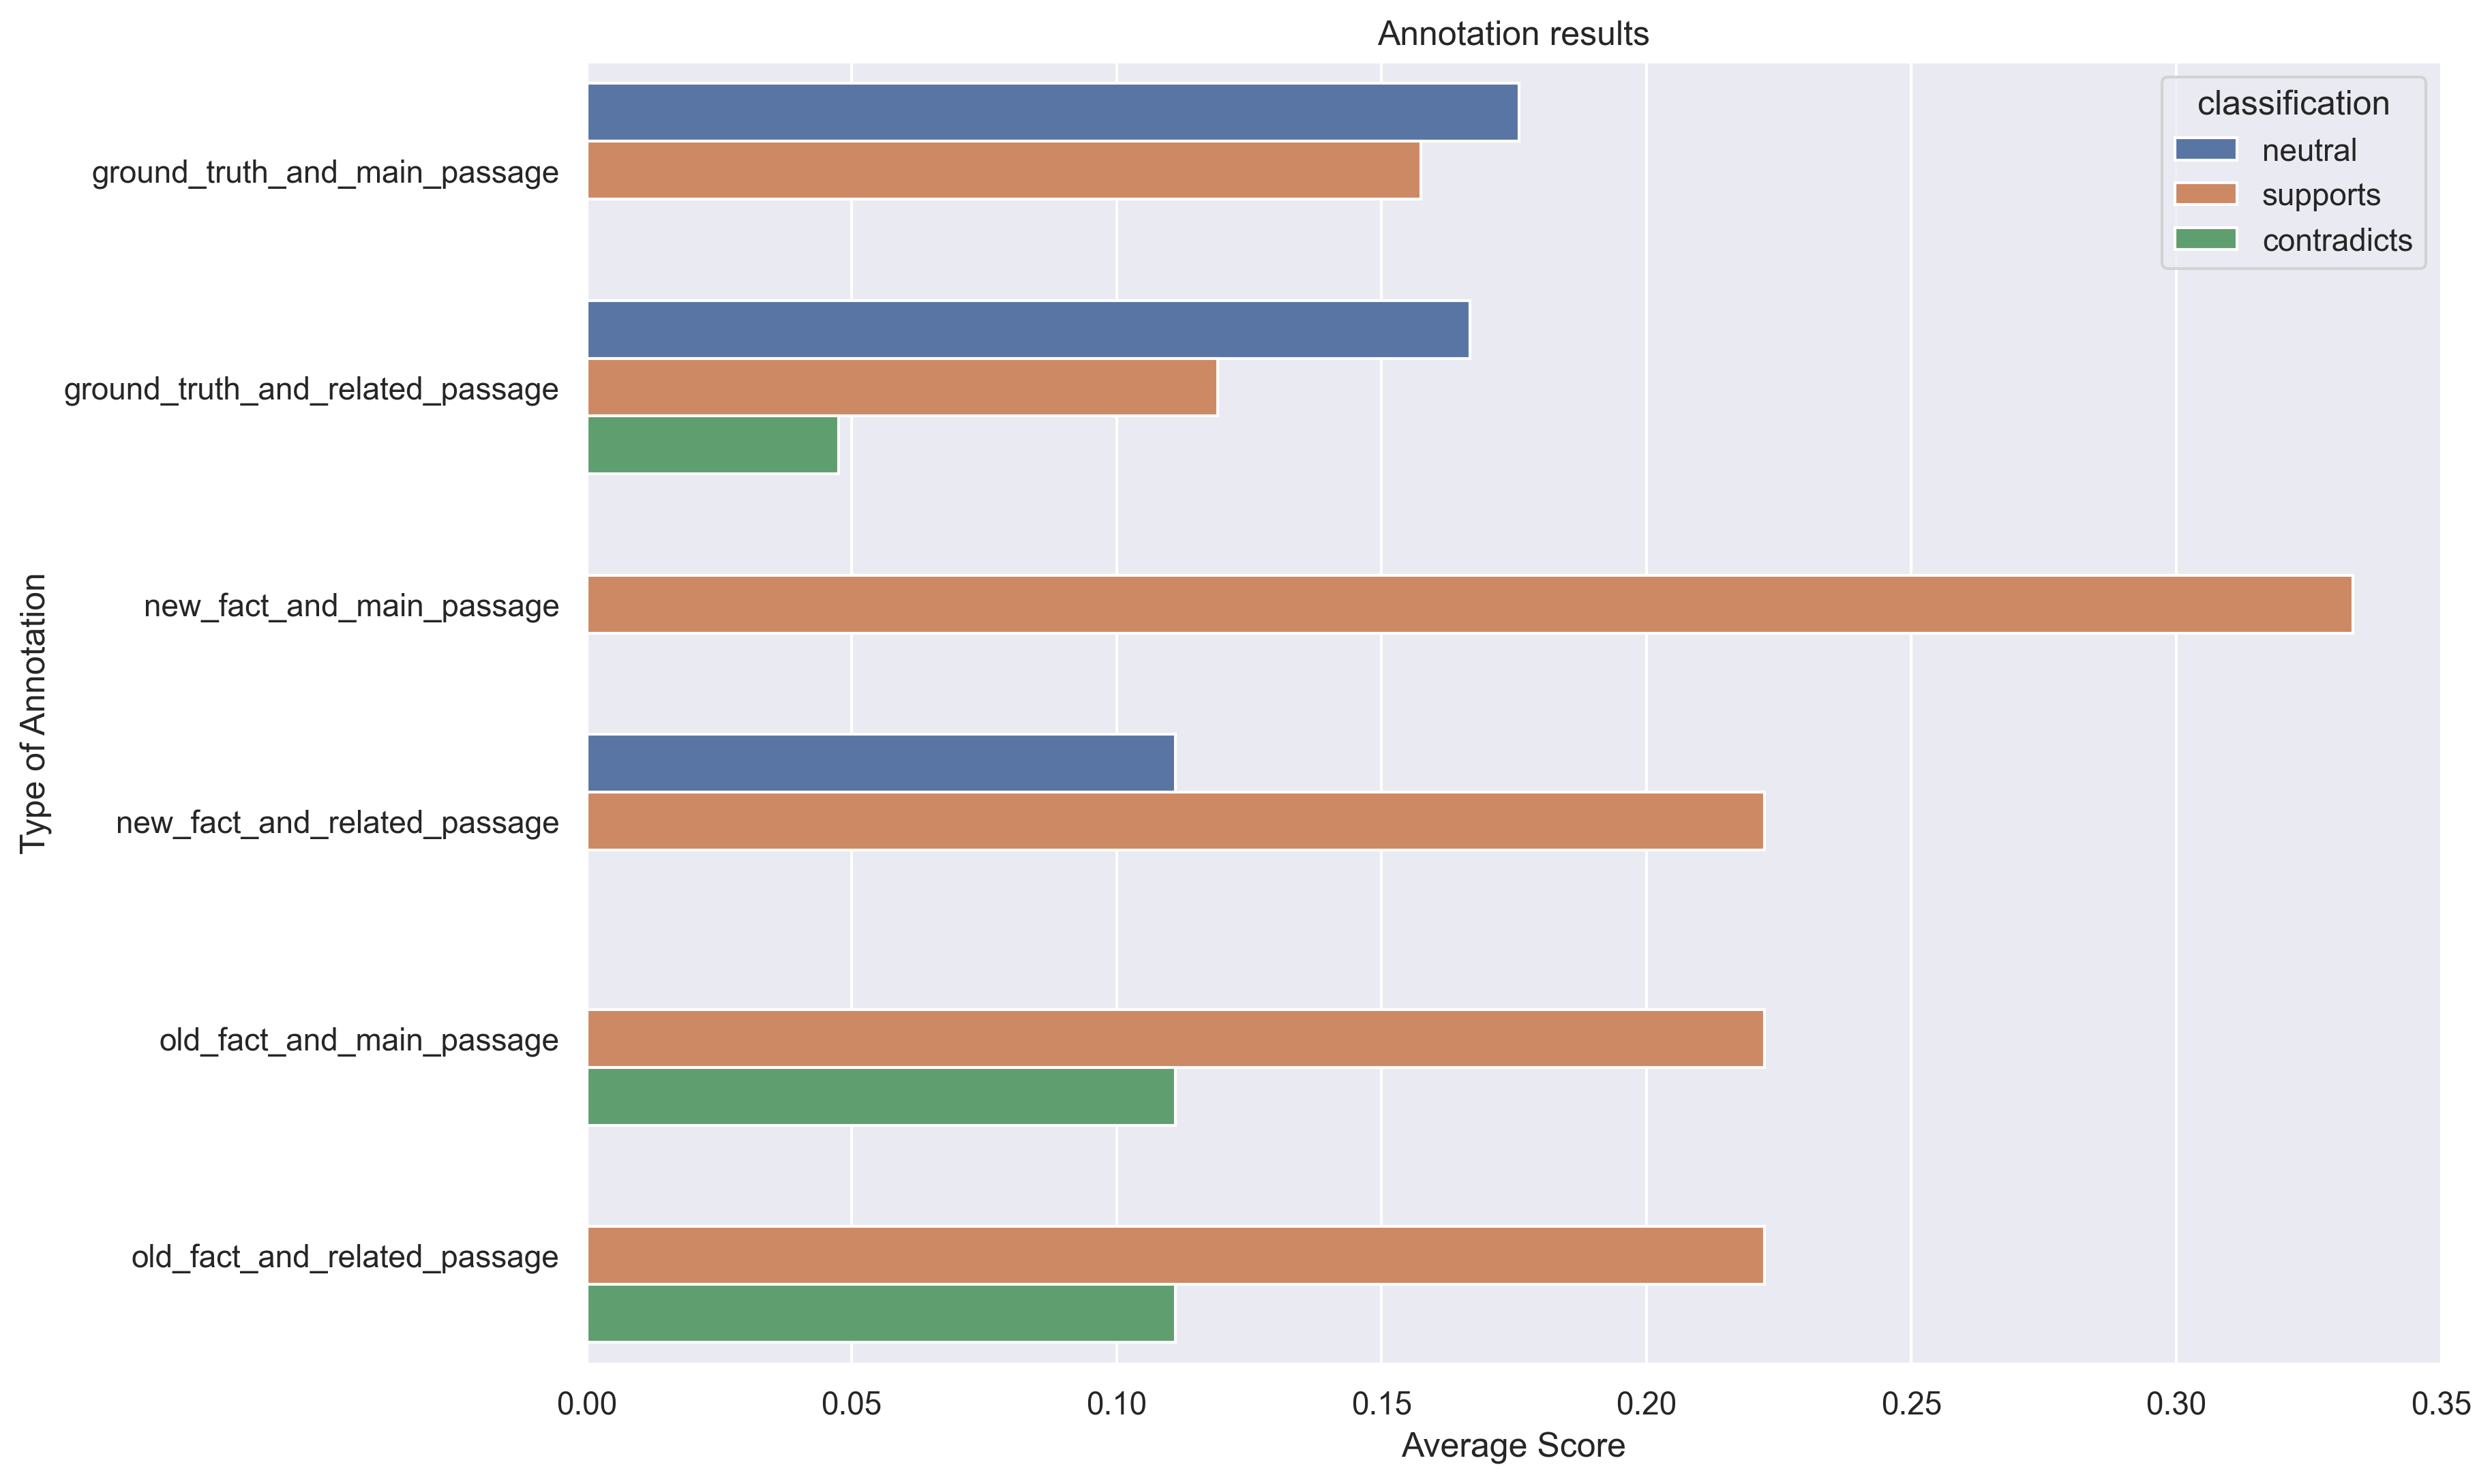 Annotation results
classification
neutral
supports
contradicts
ground_truth_and_main_passage
ground_truth_and_related_passage
new_fact_and_main_passage
new_fact_and_related_passage
old_fact_and_main_passage
old_fact_and_related_passage
Type of Annotation
0.00 0.05 0.10 0.15 0.20 0.25 0.30 0.35
Average Score